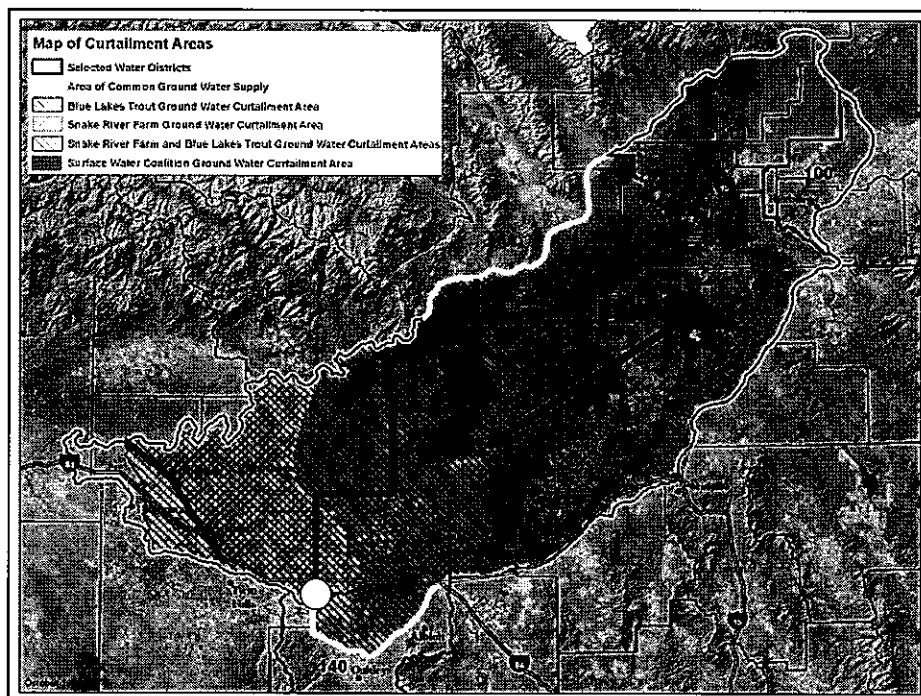 Map of Curtailment Areas
Selected Water Districts
Area of Common Ground Water Supply
Blue Lakes Trout Ground Water Curtailment Area
Snake River Farm Ground Water Curtailment Area
Snake River Farm and Blue Lakes Trout Ground Water Curtailment Areas
Surface Water Coalition Ground Water Curtailment Area
100
140